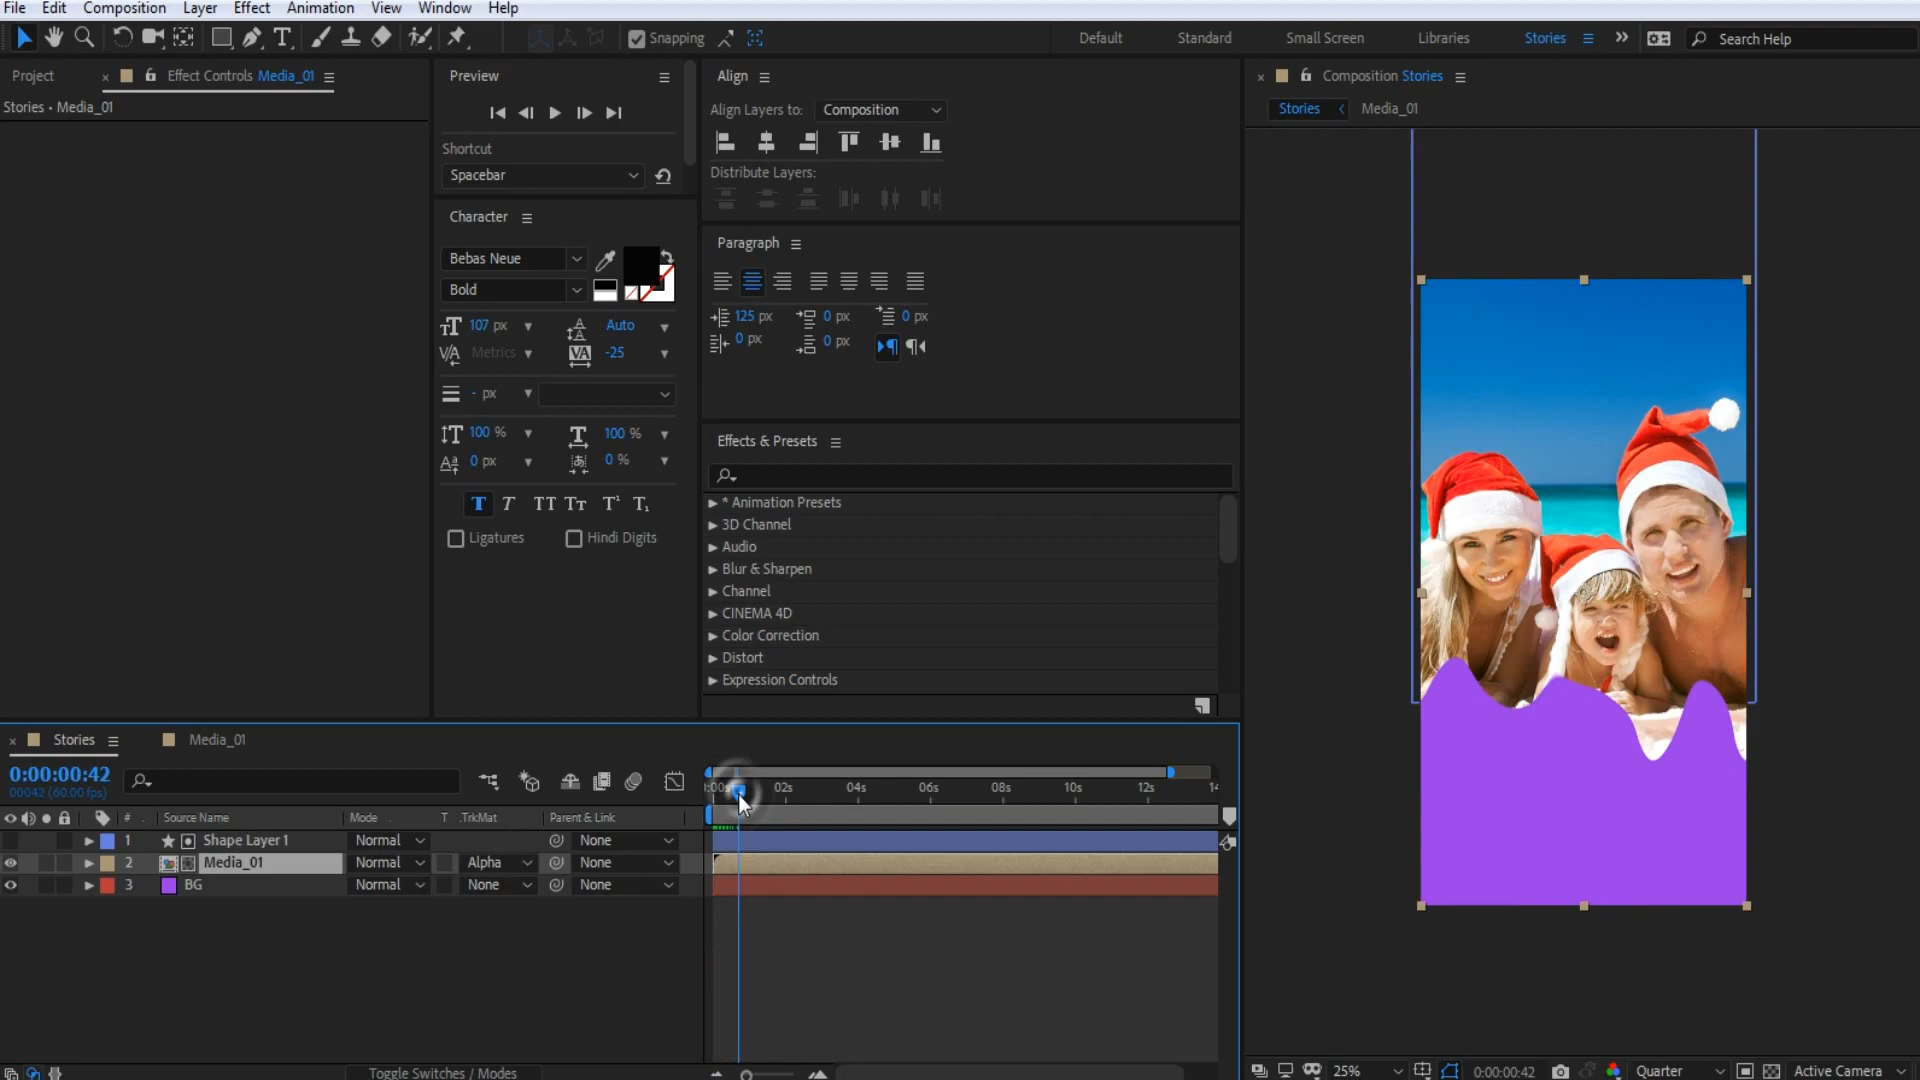 File Edit Composition Layer Effect Animation View Window Help
Snapping Default Standard Small Screen Libraries Stories Search Help
Project Effect Controls Media_01
Stories • Media_01
Preview
Shortcut
Spacebar
Character
Bebas Neue
Bold
107 px Auto
Metrics -25
- px
100 % 100 %
0 px 0 %
Ligatures Hindi Digits
Align
Align Layers to: Composition
Distribute Layers:
Paragraph
125 px 0 px 0 px
0 px 0 px
Effects & Presets
* Animation Presets
3D Channel
Audio
Blur & Sharpen
Channel
CINEMA 4D
Color Correction
Distort
Expression Controls
Composition Stories
Stories Media_01
Stories Media_01
0:00:00:42
00042 (60.00 fps)
02s 04s 06s 08s 10s 12s
# Source Name Mode T .TrkMat Parent & Link
1 Shape Layer 1 Normal None
2 Media_01 Normal Alpha None
3 BG Normal None None
Toggle Switches / Modes
25% 0:00:00:42 Quarter Active Camera